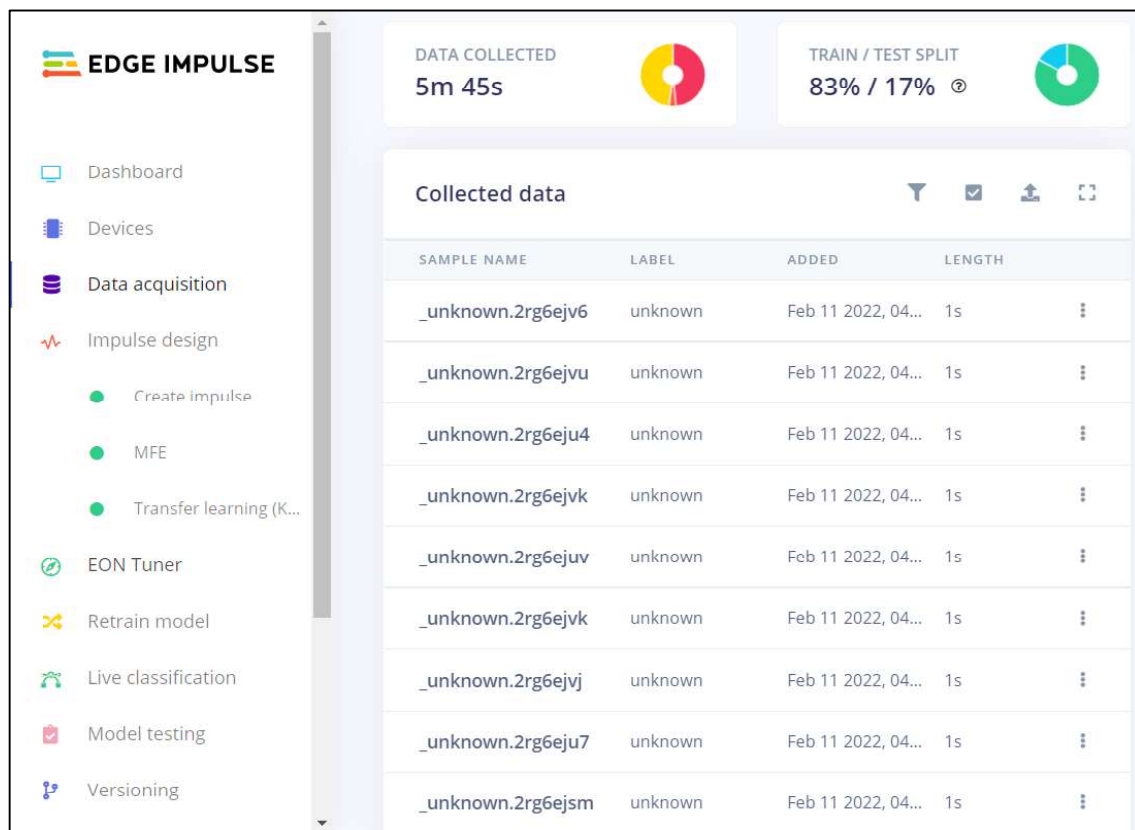 EDGE IMPULSE
Dashboard
Devices
Data acquisition
Impulse design
Create impulse
MFE
Transfer learning (K...
EON Tuner
Retrain model
Live classification
Model testing
Versioning
DATA COLLECTED
5m 45s
TRAIN / TEST SPLIT
83% / 17% ?
Collected data
SAMPLE NAME LABEL ADDED LENGTH
_unknown.2rg6ejv6 unknown Feb 11 2022, 04... 1s
_unknown.2rg6ejvu unknown Feb 11 2022, 04... 1s
_unknown.2rg6eju4 unknown Feb 11 2022, 04... 1s
_unknown.2rg6ejvk unknown Feb 11 2022, 04... 1s
_unknown.2rg6ejuv unknown Feb 11 2022, 04... 1s
_unknown.2rg6ejvk unknown Feb 11 2022, 04... 1s
_unknown.2rg6ejvj unknown Feb 11 2022, 04... 1s
_unknown.2rg6eju7 unknown Feb 11 2022, 04... 1s
_unknown.2rg6ejsm unknown Feb 11 2022, 04... 1s